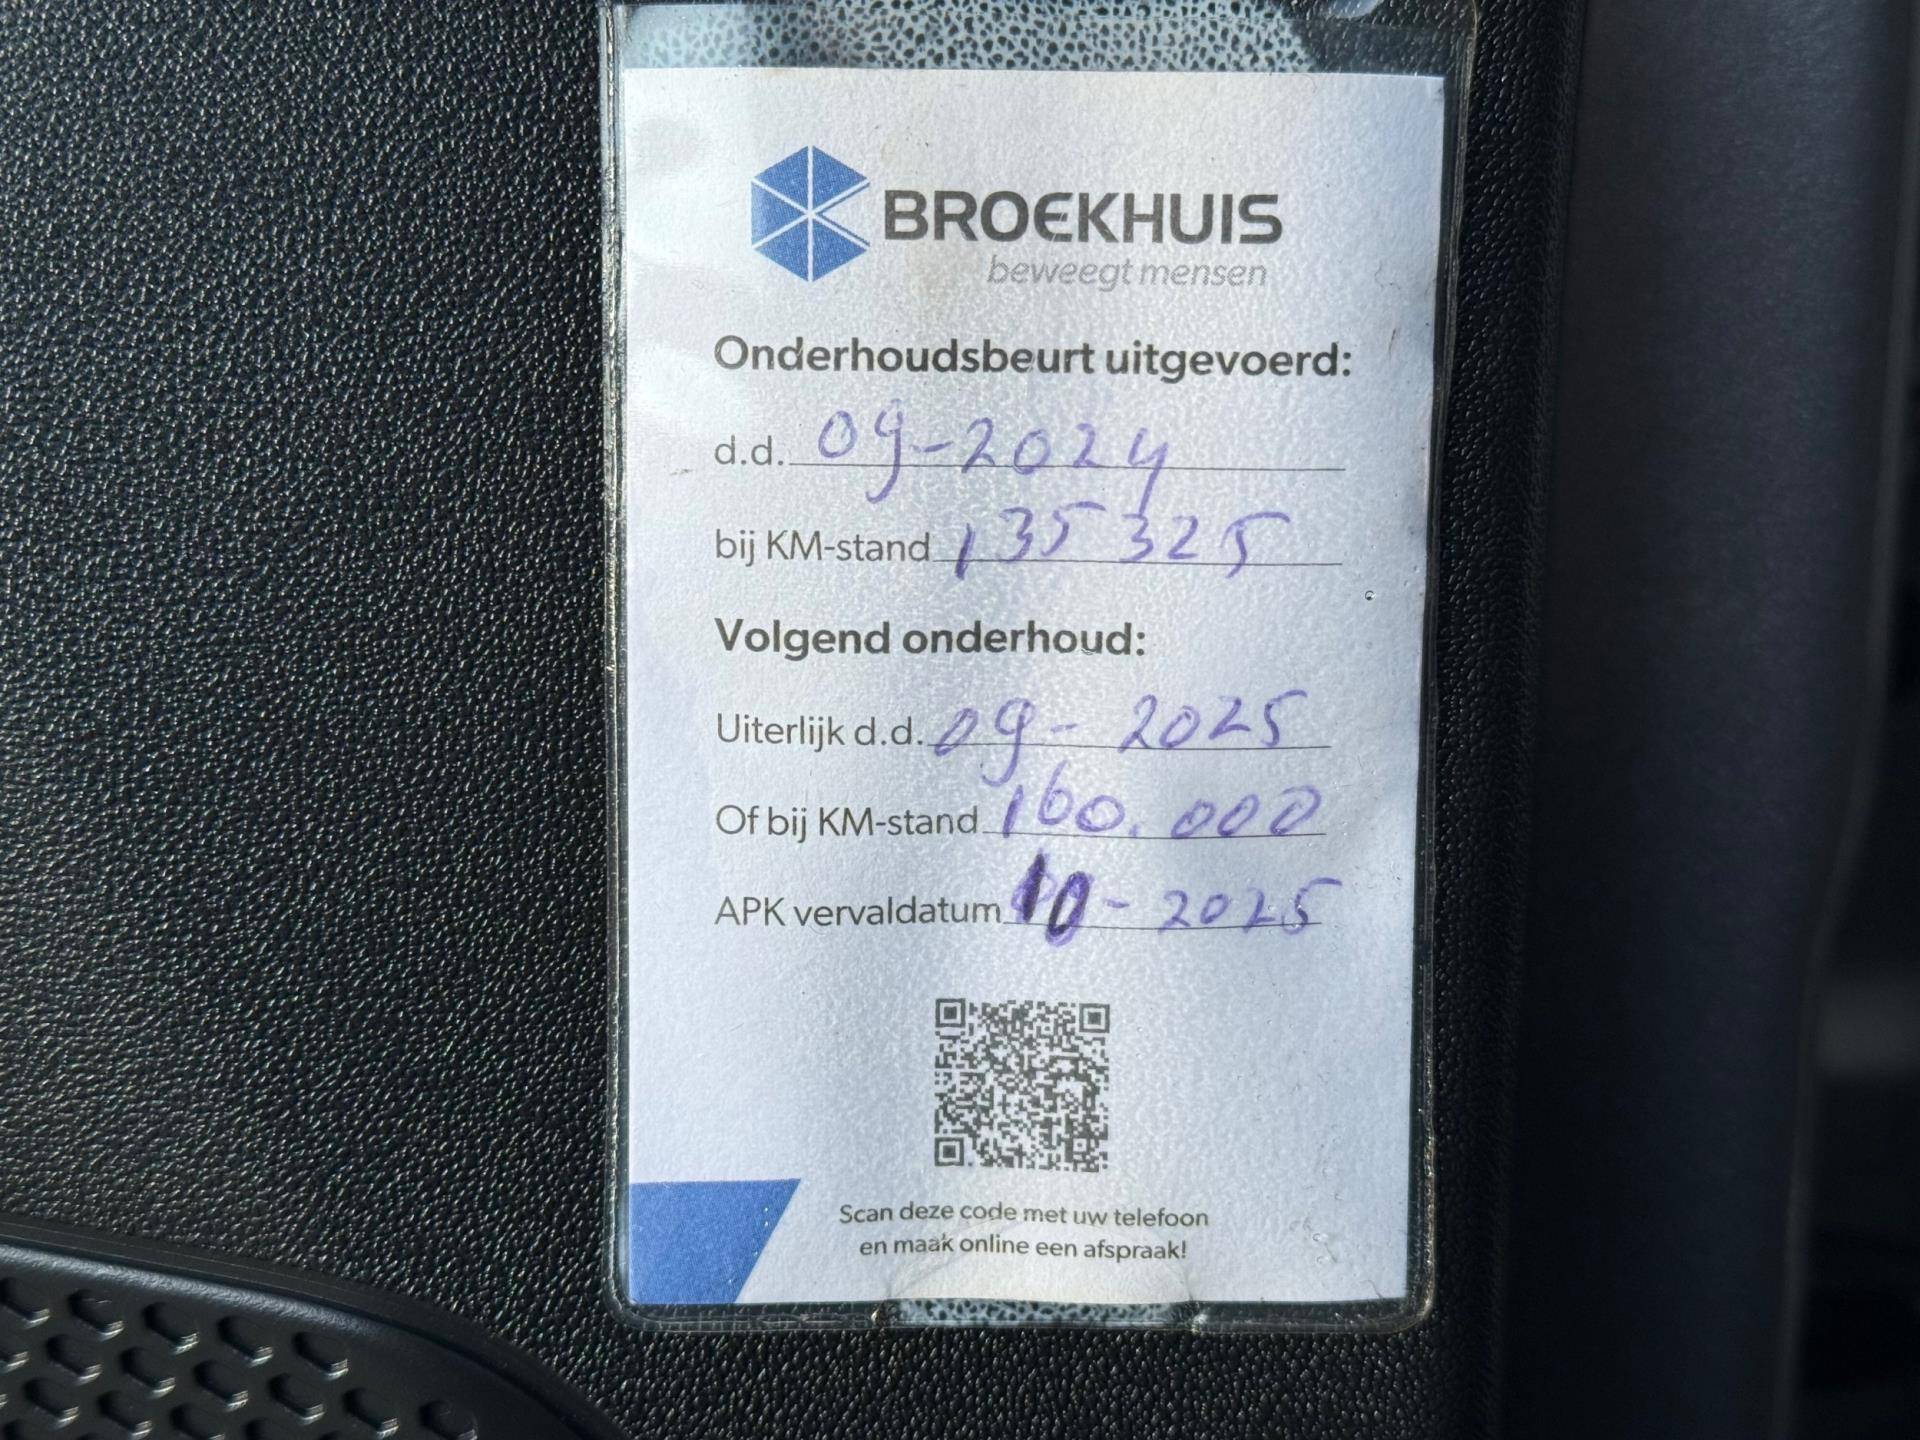 BROEKHUIS
beweegt mensen
Onderhoudsbeurt uitgevoerd:
d.d. 09-2024
bij KM-stand 135325
Volgend onderhoud:
Uiterlijk d.d. 09-2025
Of bij KM-stand 160.000
APK vervaldatum 10-2025
Scan deze code met uw telefoon
en maak online een afspraak!